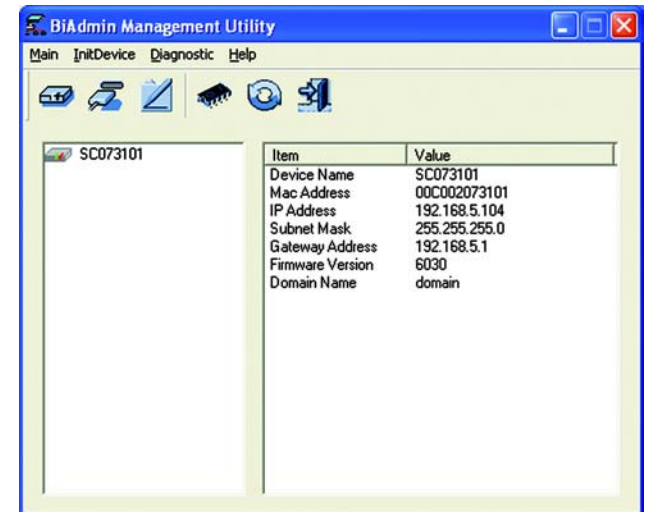 BiAdmin Management Utility
Main InitDevice Diagnostic Help
SC073101
Item Value
Device Name SC073101
Mac Address 00C002073101
IP Address 192.168.5.104
Subnet Mask 255.255.255.0
Gateway Address 192.168.5.1
Firmware Version 6030
Domain Name domain